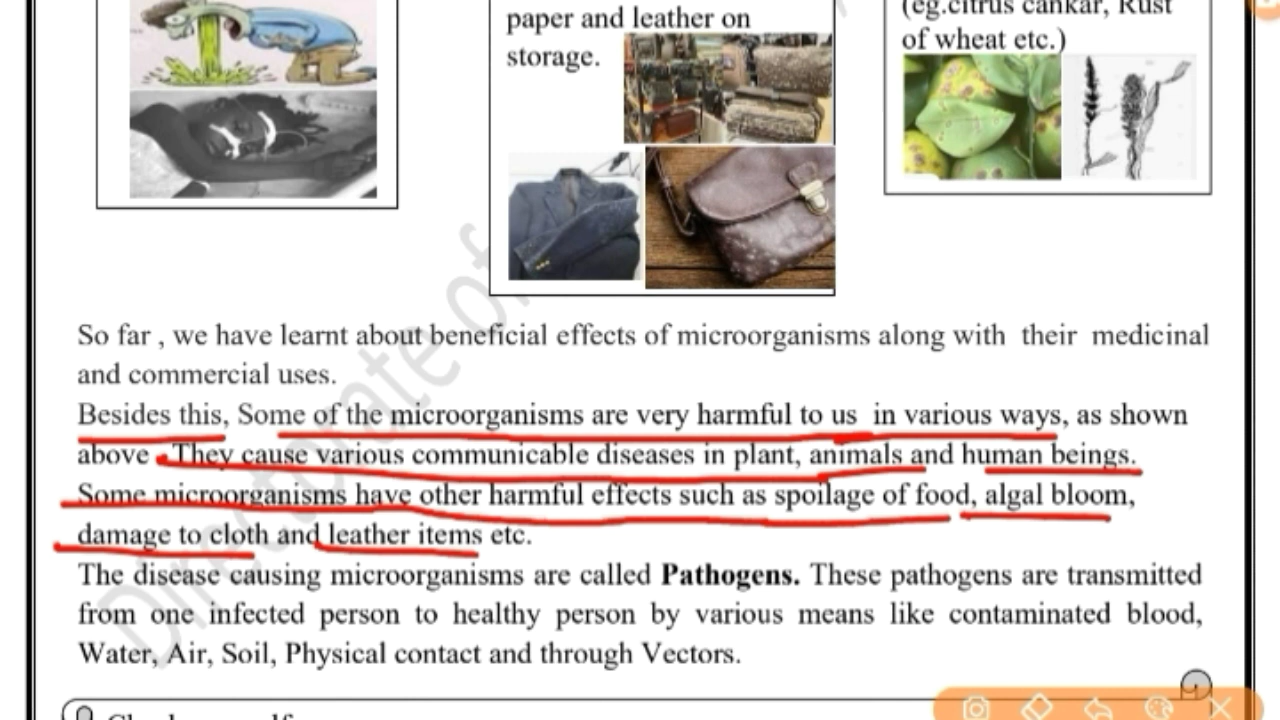 paper and leather on
storage.
(eg.citrus cankar, Rust
of wheat etc.)
So far , we have learnt about beneficial effects of microorganisms along with their medicinal
and commercial uses.
Besides this, Some of the microorganisms are very harmful to us in various ways, as shown
above . They cause various communicable diseases in plant, animals and human beings.
Some microorganisms have other harmful effects such as spoilage of food, algal bloom,
damage to cloth and leather items etc.
The disease causing microorganisms are called Pathogens. These pathogens are transmitted
from one infected person to healthy person by various means like contaminated blood,
Water, Air, Soil, Physical contact and through Vectors.
Directorate of